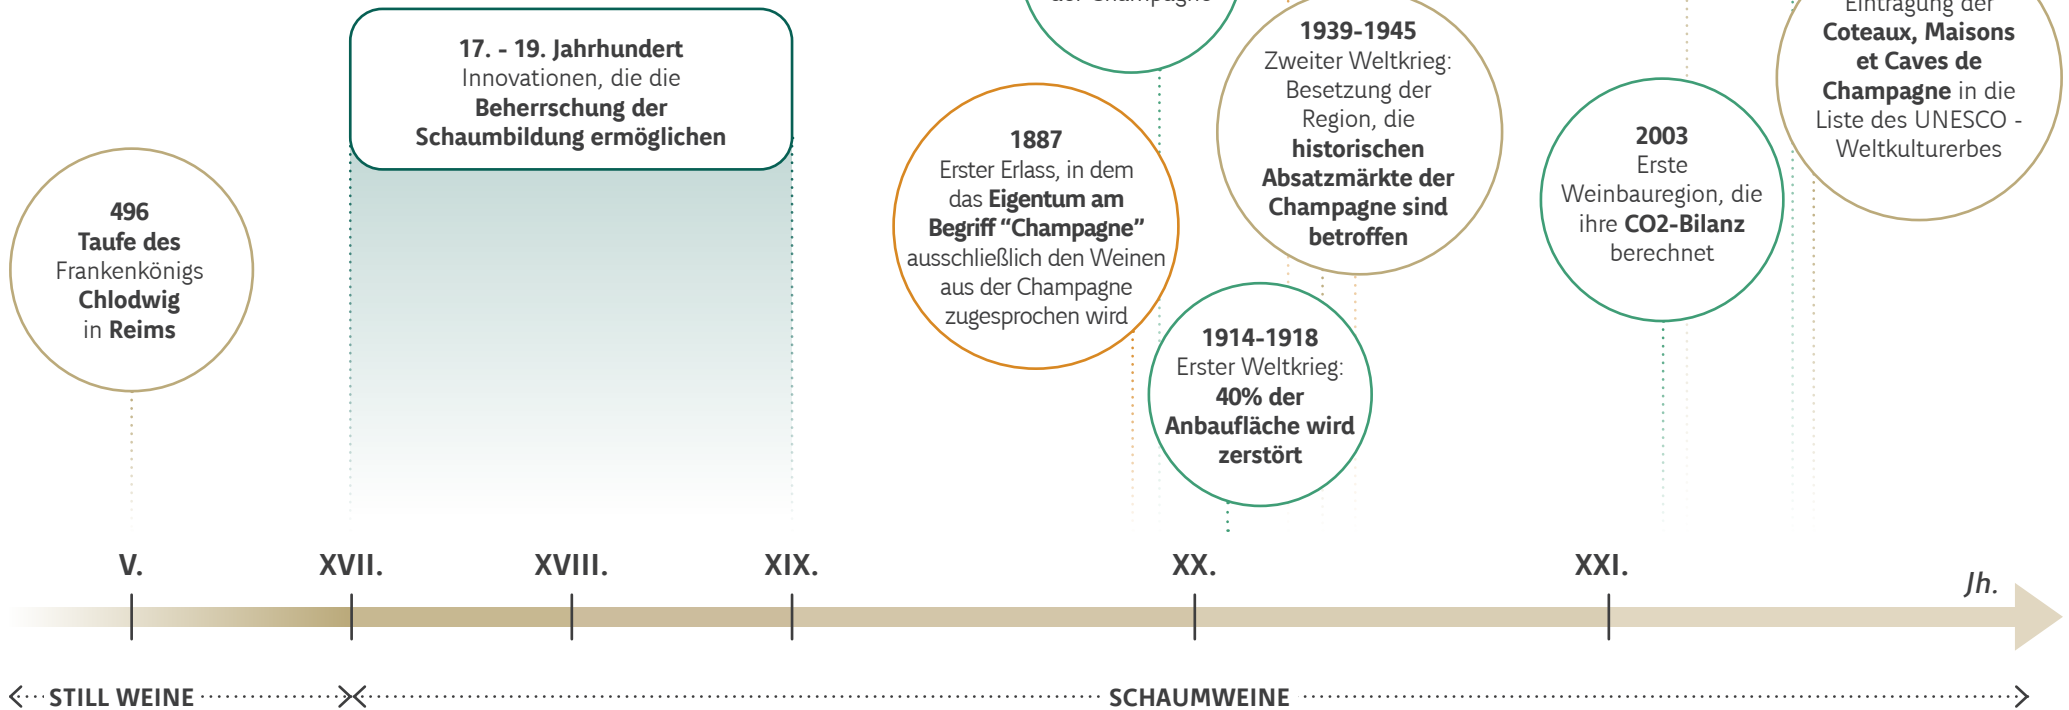 17. - 19. Jahrhundert
Innovationen, die die
Beherrschung der
Schaumbildung ermöglichen
496
Taufe des
Frankenkönigs
Chlodwig
in Reims
der Champagne
1887
Erster Erlass, in dem
das Eigentum am
Begriff “Champagne”
ausschließlich den Weinen
aus der Champagne
zugesprochen wird
1939-1945
Zweiter Weltkrieg:
Besetzung der
Region, die
historischen
Absatzmärkte der
Champagne sind
betroffen
1914-1918
Erster Weltkrieg:
40% der
Anbaufläche wird
zerstört
2003
Erste
Weinbauregion, die
ihre CO2-Bilanz
berechnet
Eintragung der
Coteaux, Maisons
et Caves de
Champagne in die
Liste des UNESCO -
Weltkulturerbes
V.
XVII.
XVIII.
XIX.
XX.
XXI.
Jh.
STILL WEINE
SCHAUMWEINE